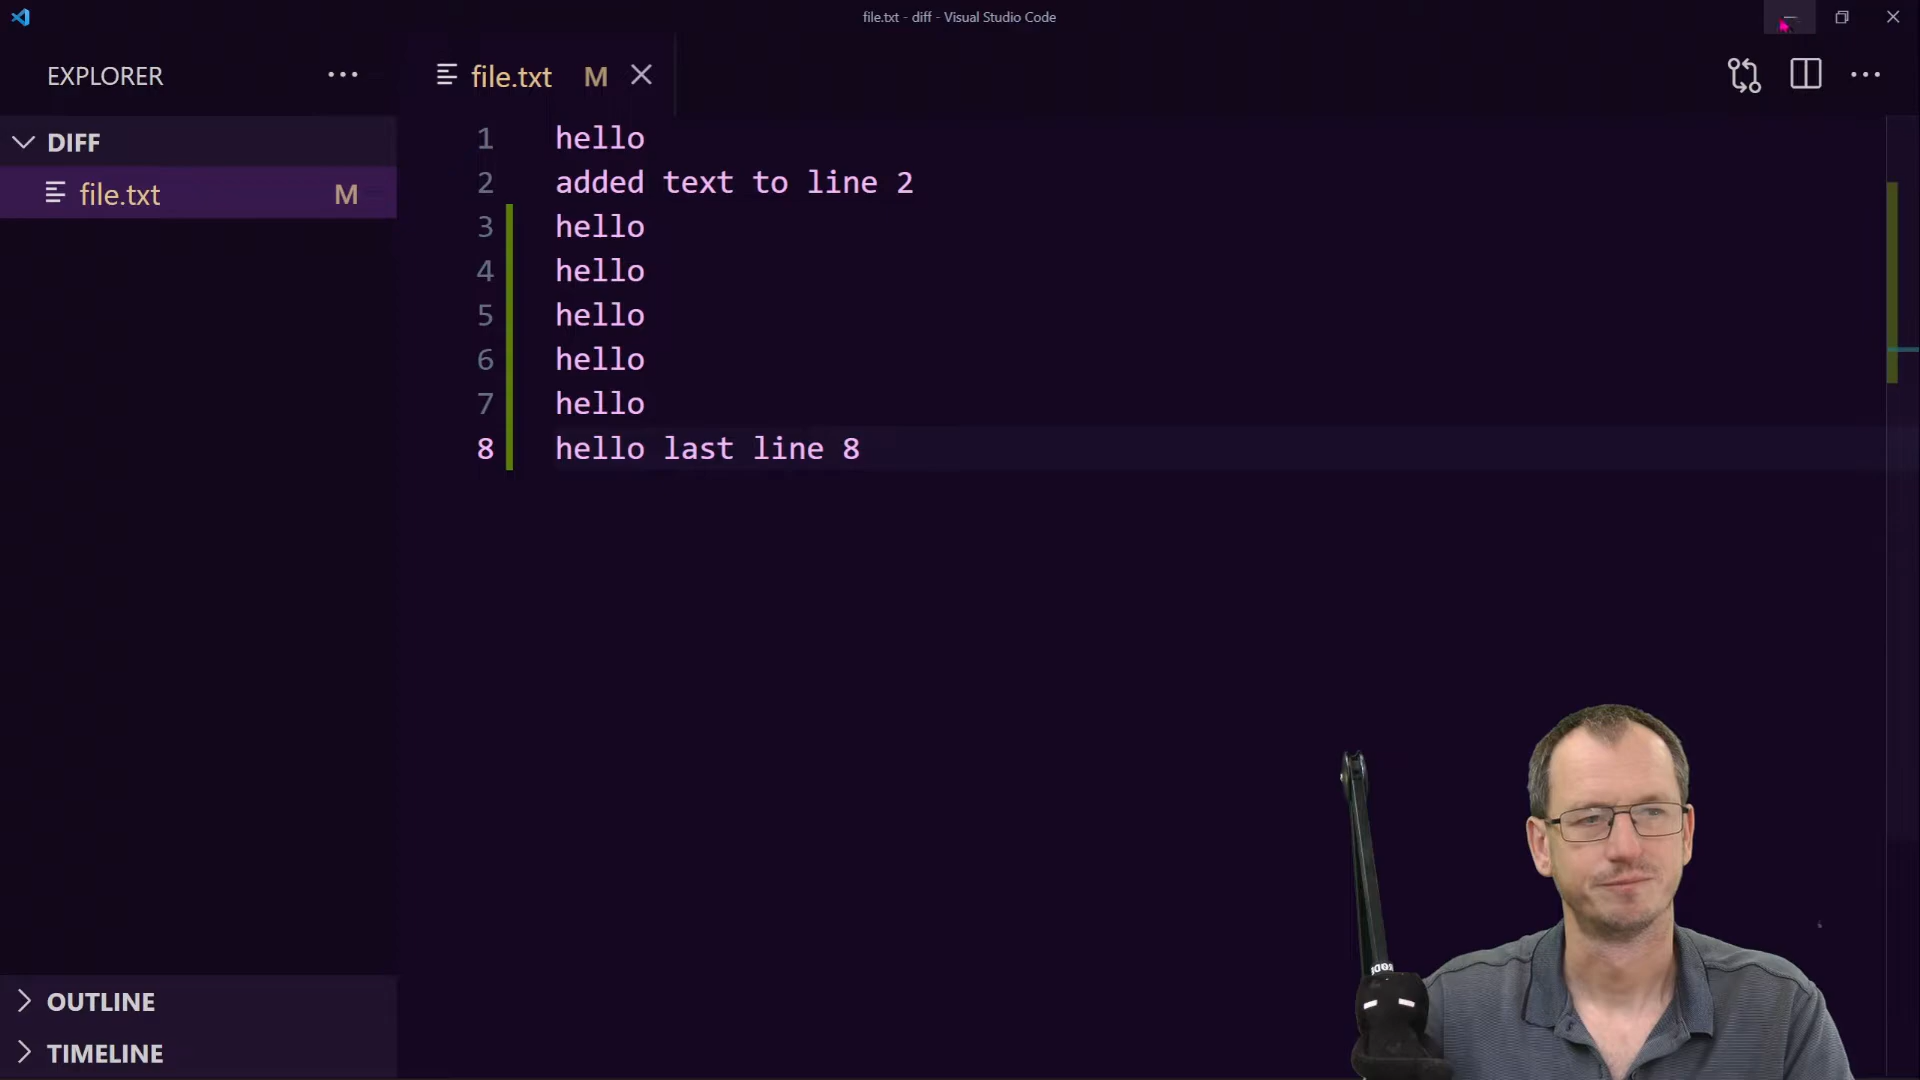 file.txt - diff - Visual Studio Code
EXPLORER
file.txt M
DIFF
file.txt M
1 hello
2 added text to line 2
3 hello
4 hello
5 hello
6 hello
7 hello
8 hello last line 8
OUTLINE
TIMELINE